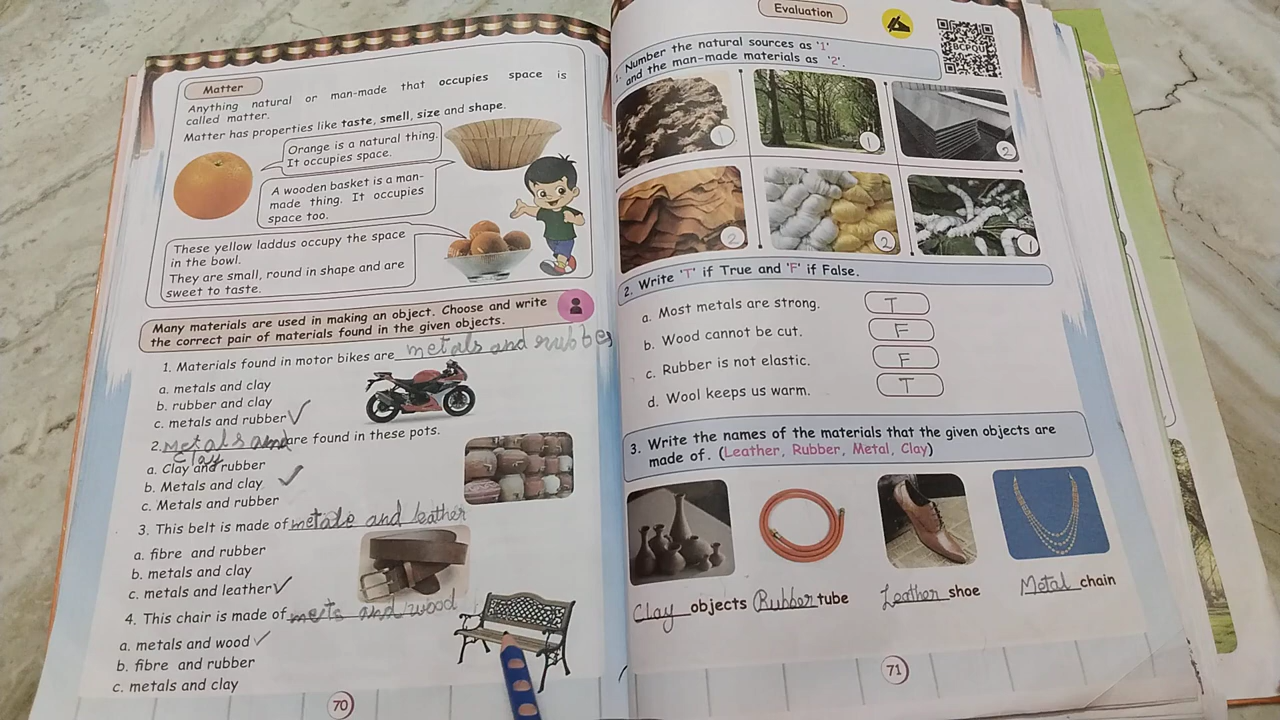 Matter
Anything natural or man-made that occupies space is
called matter.
Matter has properties like taste, smell, size and shape.
Orange is a natural thing.
It occupies space.
A wooden basket is a man-
made thing. It occupies
space too.
These yellow laddus occupy the space
in the bowl.
They are small, round in shape and are
sweet to taste.
Many materials are used in making an object. Choose and write
the correct pair of materials found in the given objects.
1. Materials found in motor bikes are metals and rubber
a. metals and clay
b. rubber and clay
c. metals and rubber ✓
2. metals and are found in these pots.
clay
a. Clay and rubber
b. Metals and clay ✓
c. Metals and rubber
3. This belt is made of metals and leather
a. fibre and rubber
b. metals and clay
c. metals and leather ✓
4. This chair is made of mets and wood
a. metals and wood ✓
b. fibre and rubber
c. metals and clay
70
Evaluation
1. Number the natural sources as '1'
and the man-made materials as '2'.
1
1
2
2
2
1
2. Write 'T' if True and 'F' if False.
a. Most metals are strong. T
b. Wood cannot be cut. F
c. Rubber is not elastic. F
d. Wool keeps us warm. T
3. Write the names of the materials that the given objects are
made of. (Leather, Rubber, Metal, Clay)
Clay objects Rubber tube Leather shoe Metal chain
71